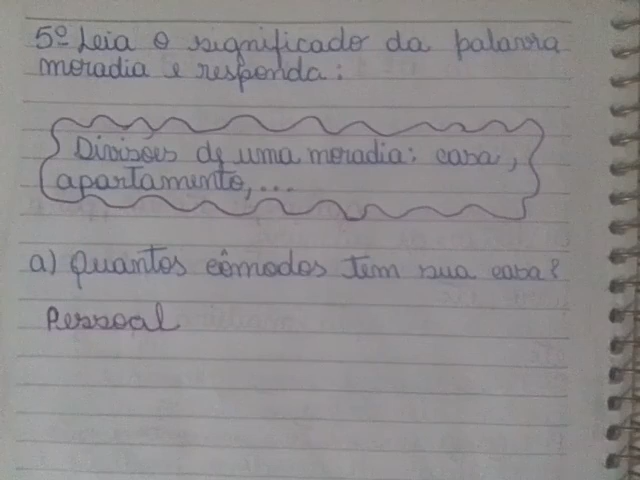 5º Leia o significado da palavra
moradia e responda:
Divisões de uma moradia: casa,
apartamento,...
a) Quantos cômodos tem sua casa?
Pessoal